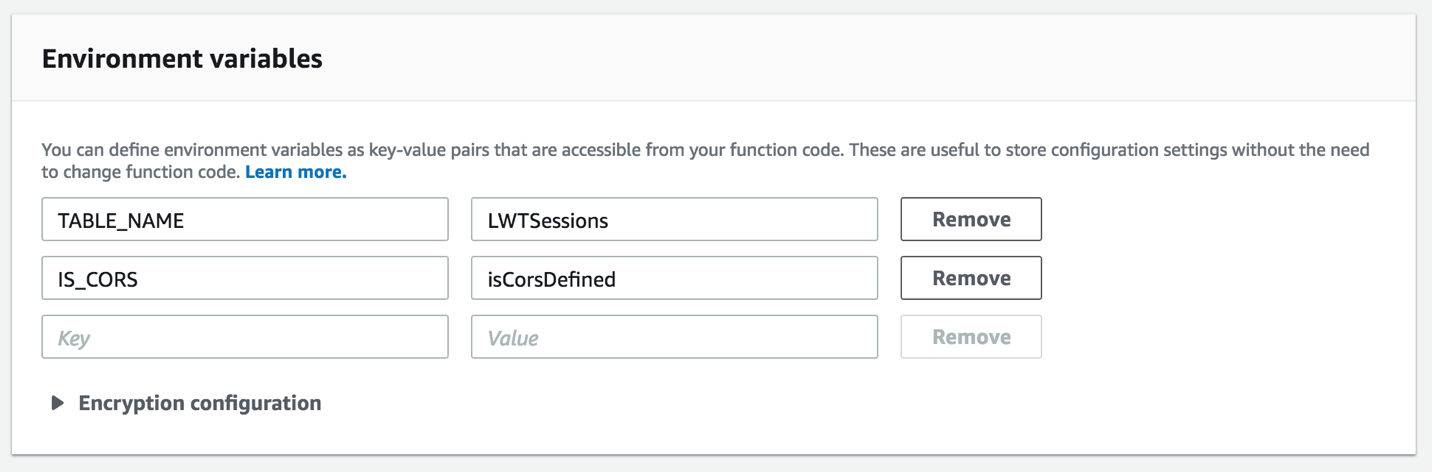 Environment variables
You can define environment variables as key-value pairs that are accessible from your function code. These are useful to store configuration settings without the need
to change function code. Learn more.
TABLE_NAME LWTSessions Remove
IS_CORS isCorsDefined Remove
Key Value Remove
Encryption configuration